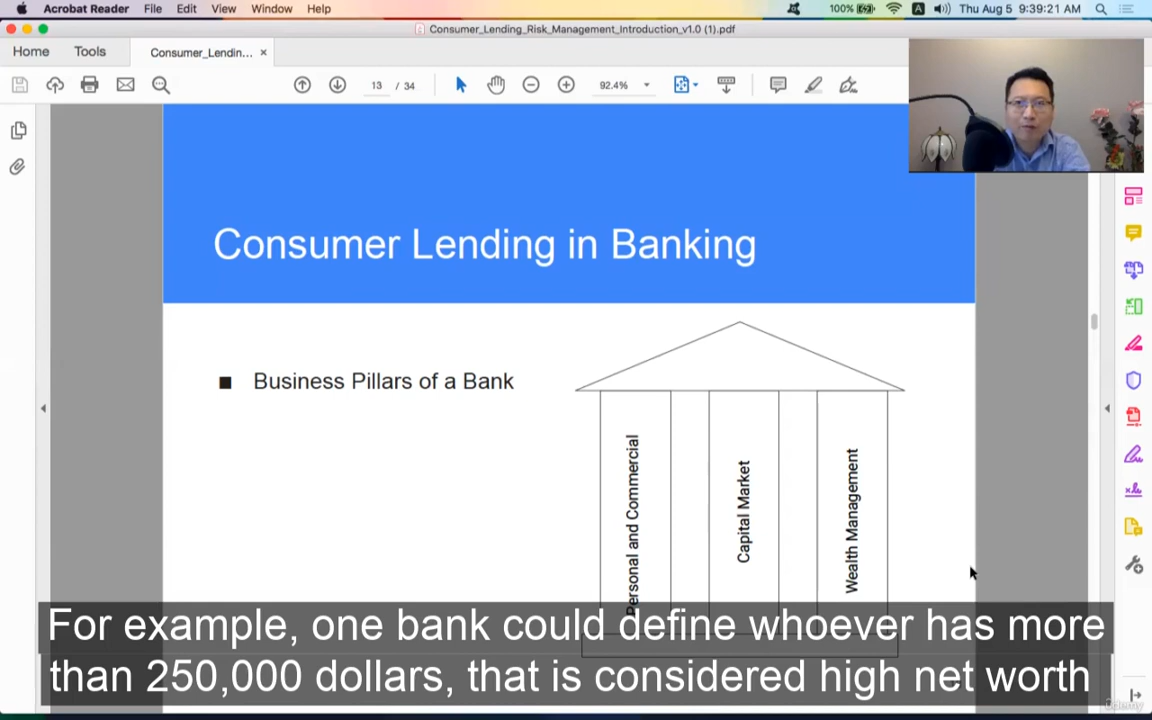 Acrobat Reader File Edit View Window Help 100% A Thu Aug 5 9:39:21 AM
Consumer_Lending_Risk_Management_Introduction_v1.0 (1).pdf
Home Tools Consumer_Lendin... ×
13 / 34 92.4%
Consumer Lending in Banking
■ Business Pillars of a Bank
Personal and Commercial
Capital Market
Wealth Management
For example, one bank could define whoever has more
than 250,000 dollars, that is considered high net worth
Udemy